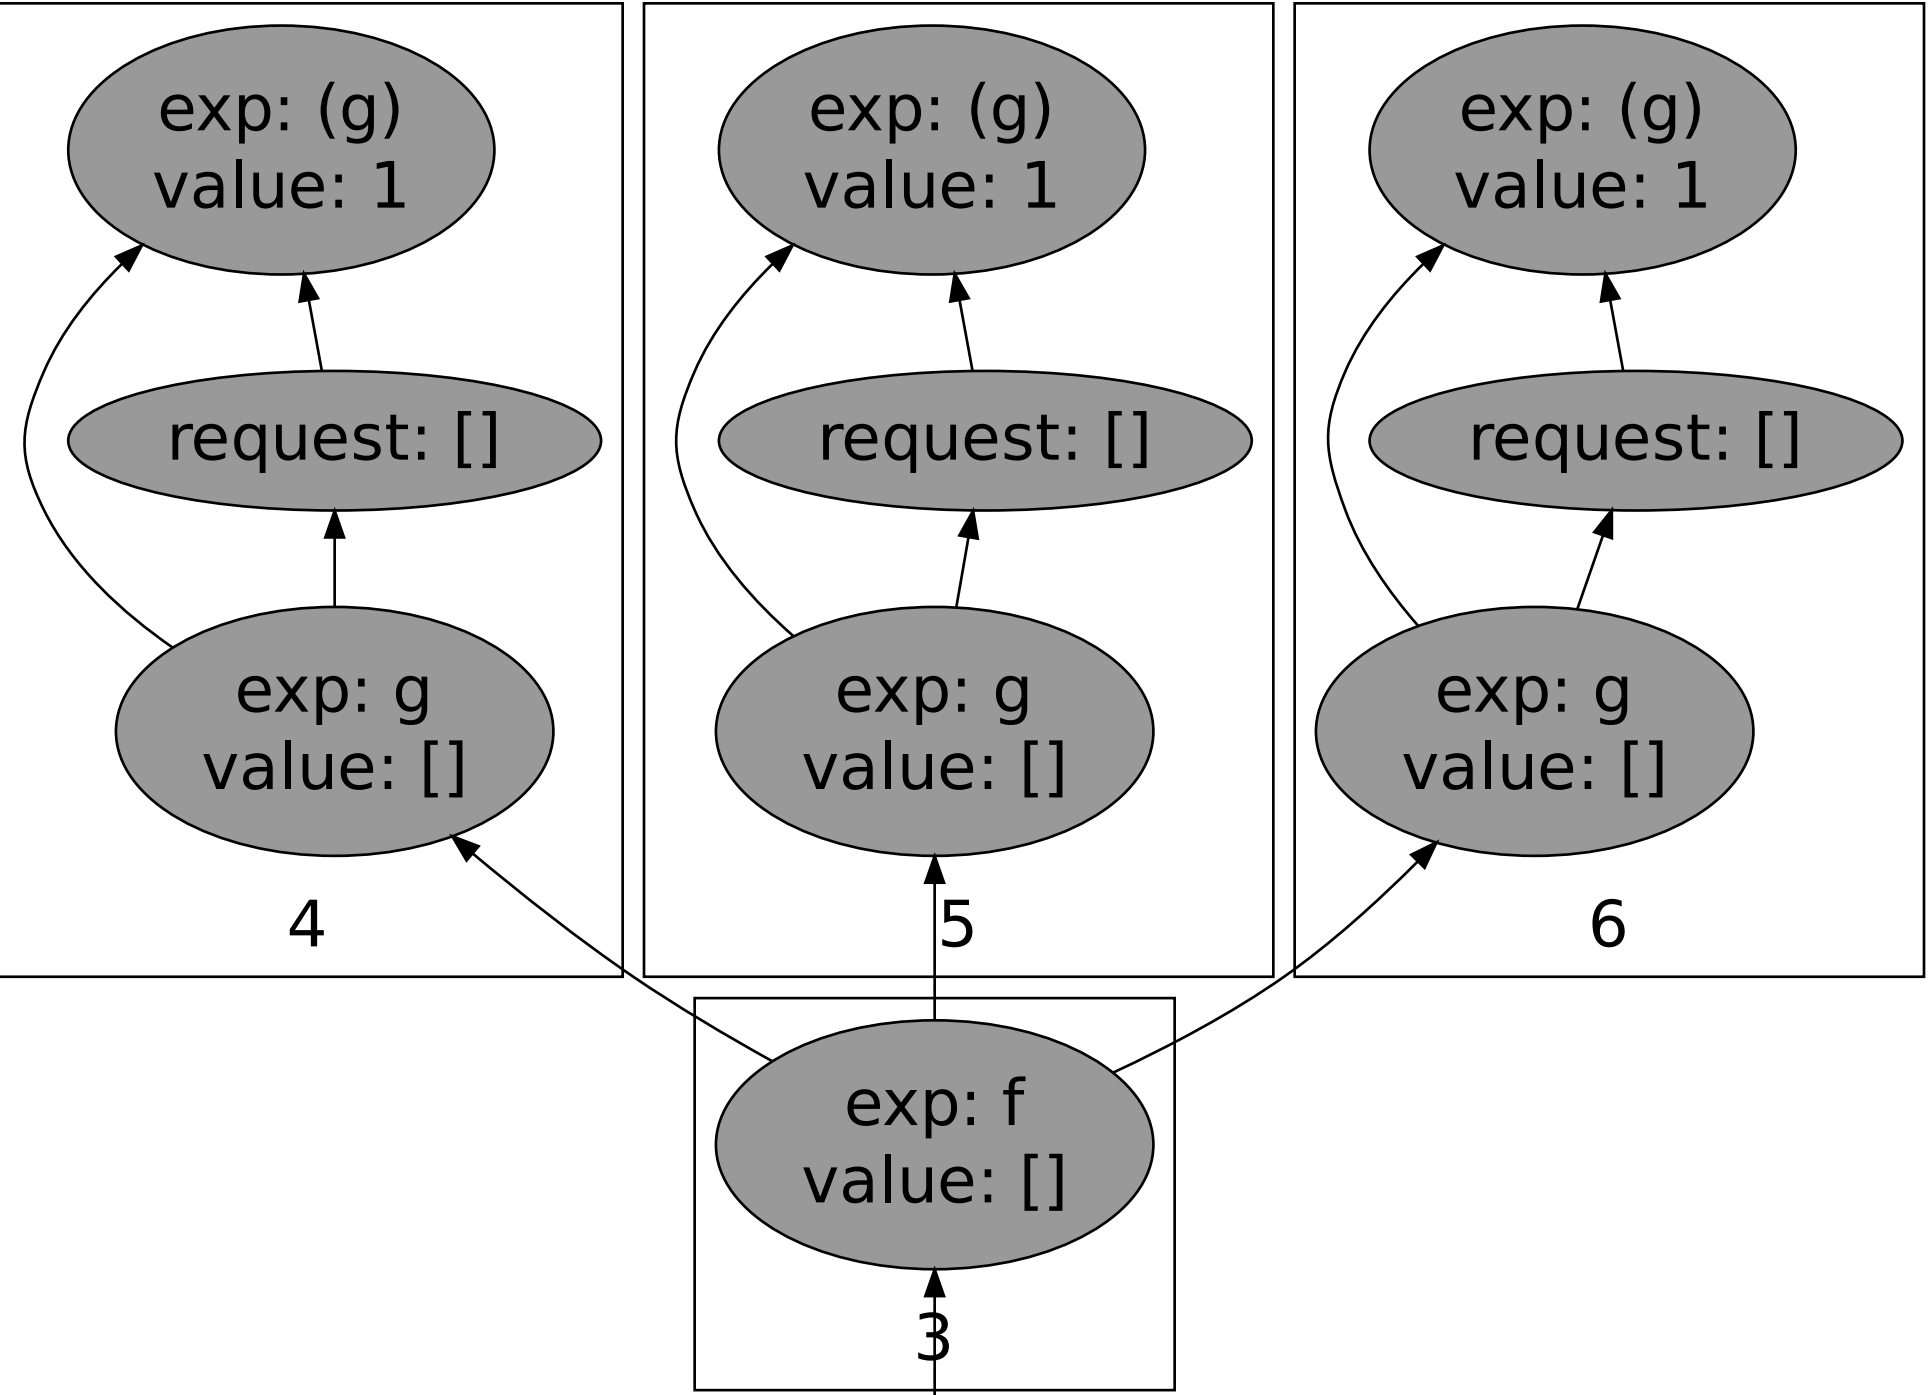 exp: (g)
value: 1
request: []
exp: g
value: []
4
exp: (g)
value: 1
request: []
exp: g
value: []
5
exp: (g)
value: 1
request: []
exp: g
value: []
6
exp: f
value: []
3